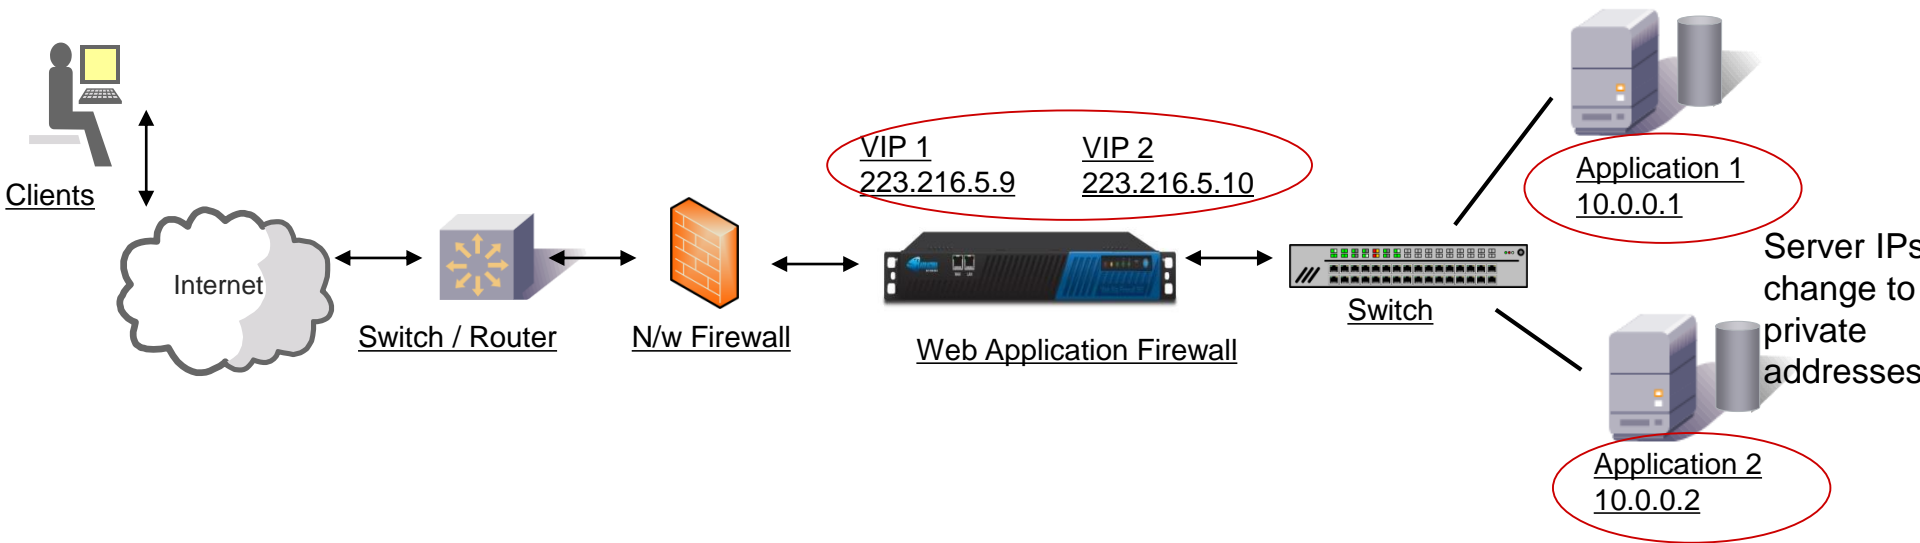 Clients
Internet
Switch / Router
N/w Firewall
VIP 1
223.216.5.9
VIP 2
223.216.5.10
Web Application Firewall
Switch
Application 1
10.0.0.1
Server IPs
change to
private
addresses
Application 2
10.0.0.2